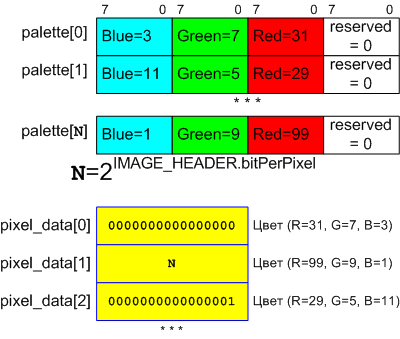 7 0 7 0 7 0 7 0
palette[0] Blue=3 Green=7 Red=31 reserved = 0
palette[1] Blue=11 Green=5 Red=29 reserved = 0
* * *
palette[N] Blue=1 Green=9 Red=99 reserved = 0
N=2IMAGE_HEADER.bitPerPixel
pixel_data[0] 0000000000000000 Цвет (R=31, G=7, B=3)
pixel_data[1] N Цвет (R=99, G=9, B=1)
pixel_data[2] 0000000000000001 Цвет (R=29, G=5, B=11)
* * *